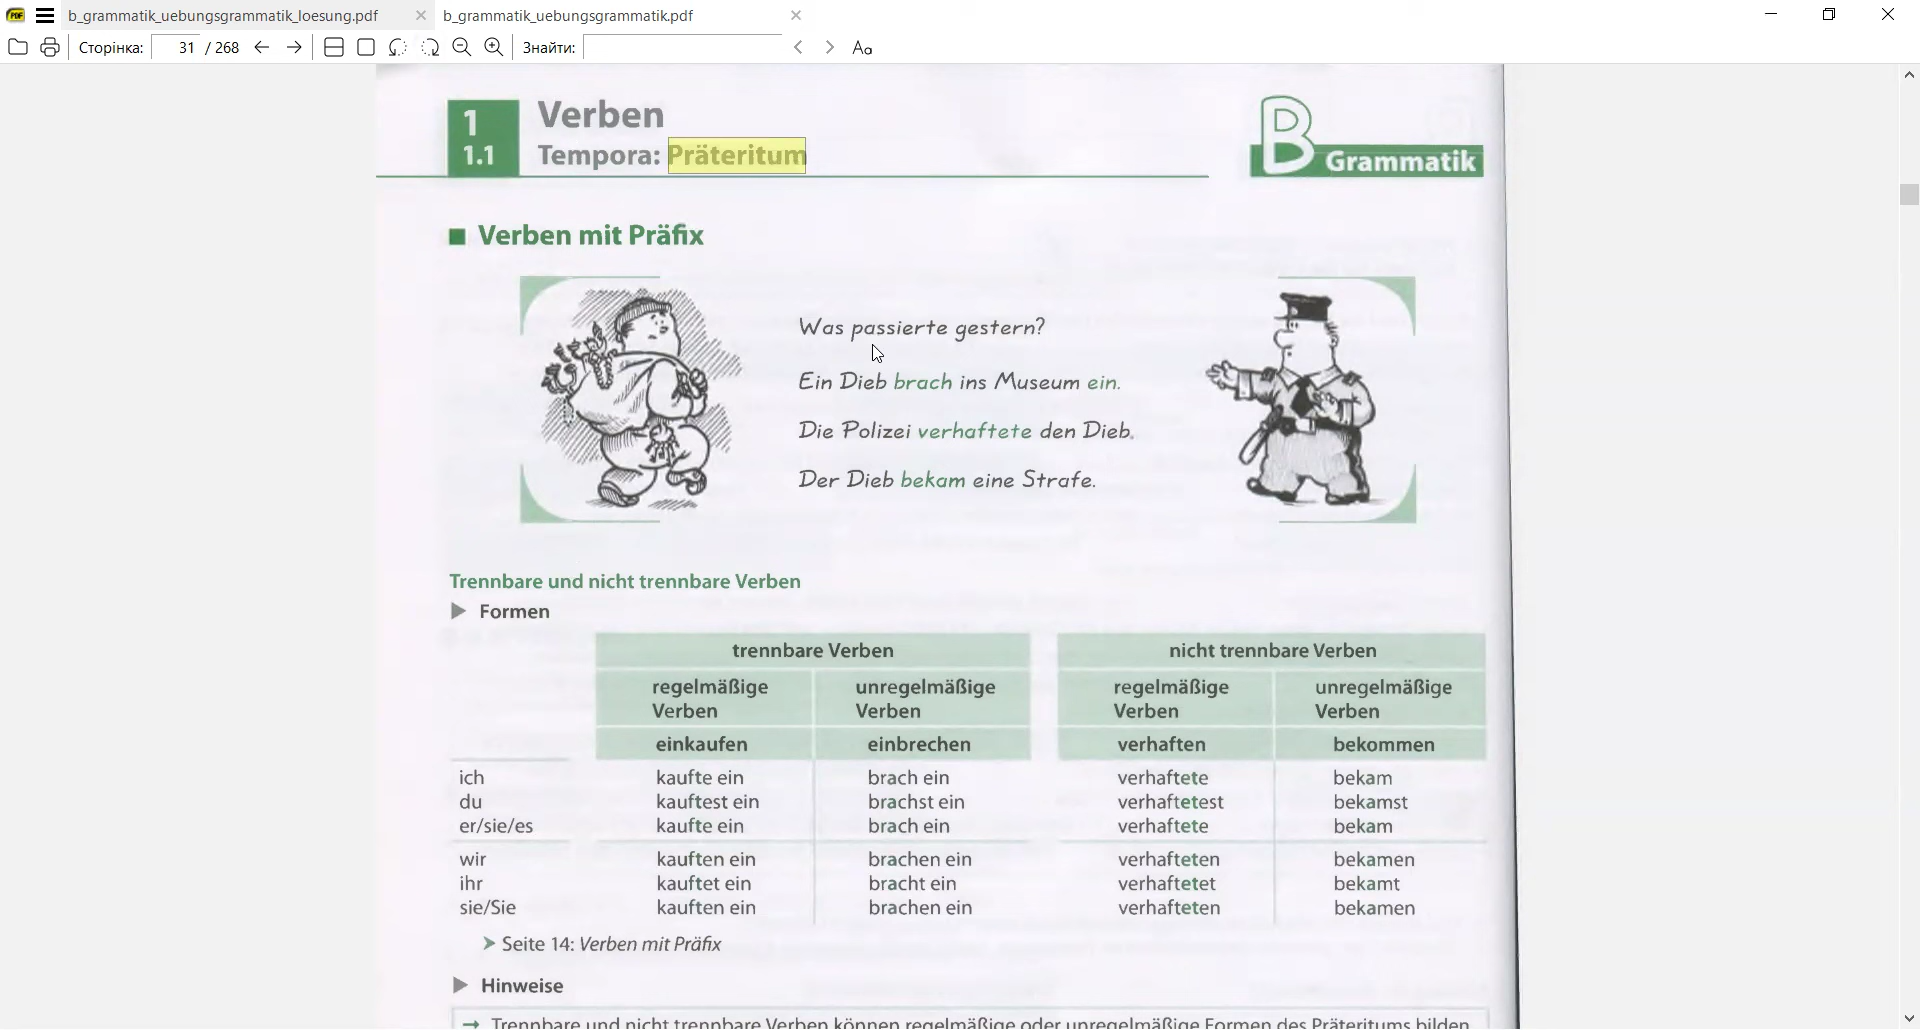 b_grammatik_uebungsgrammatik_loesung.pdf
b_grammatik_uebungsgrammatik.pdf
Сторінка: 31 / 268
Знайти:
Aa
1
1.1
Verben
Tempora: Präteritum
B Grammatik
Verben mit Präfix
Was passierte gestern?
Ein Dieb brach ins Museum ein.
Die Polizei verhaftete den Dieb.
Der Dieb bekam eine Strafe.
Trennbare und nicht trennbare Verben
Formen
trennbare Verben nicht trennbare Verben
regelmäßige unregelmäßige regelmäßige unregelmäßige
Verben Verben Verben Verben
einkaufen einbrechen verhaften bekommen
ich kaufte ein brach ein verhaftete bekam
du kauftest ein brachst ein verhaftetest bekamst
er/sie/es kaufte ein brach ein verhaftete bekam
wir kauften ein brachen ein verhafteten bekamen
ihr kauftet ein bracht ein verhaftetet bekamt
sie/Sie kauften ein brachen ein verhafteten bekamen
Seite 14: Verben mit Präfix
Hinweise
Trennbare und nicht trennbare Verben können regelmäßige oder unregelmäßige Formen des Präteritums bilden